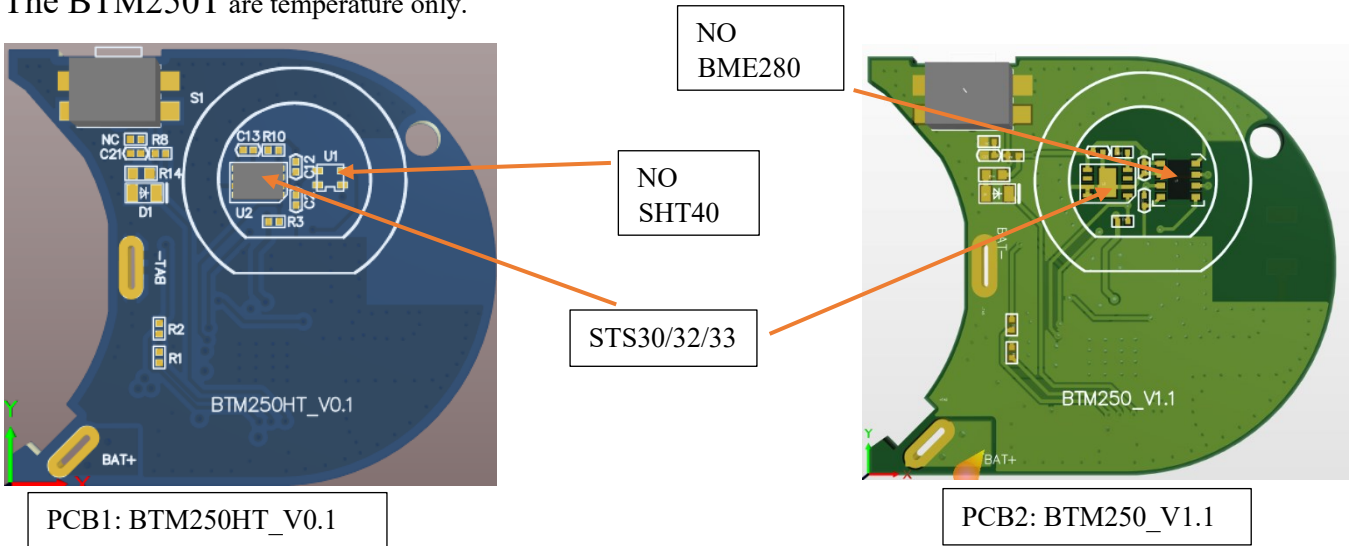 The BTM250T are temperature only.
NO
BME280
S1
NC R8
C21
R14
D1
C13 R10
C12
U1
U2
R3
NO
SHT40
BAT-
BAT-
STS30/32/33
R2
R1
BTM250HT_V0.1
BTM250_V1.1
Y
X
BAT+
Y
X
BAT+
PCB1: BTM250HT_V0.1
PCB2: BTM250_V1.1